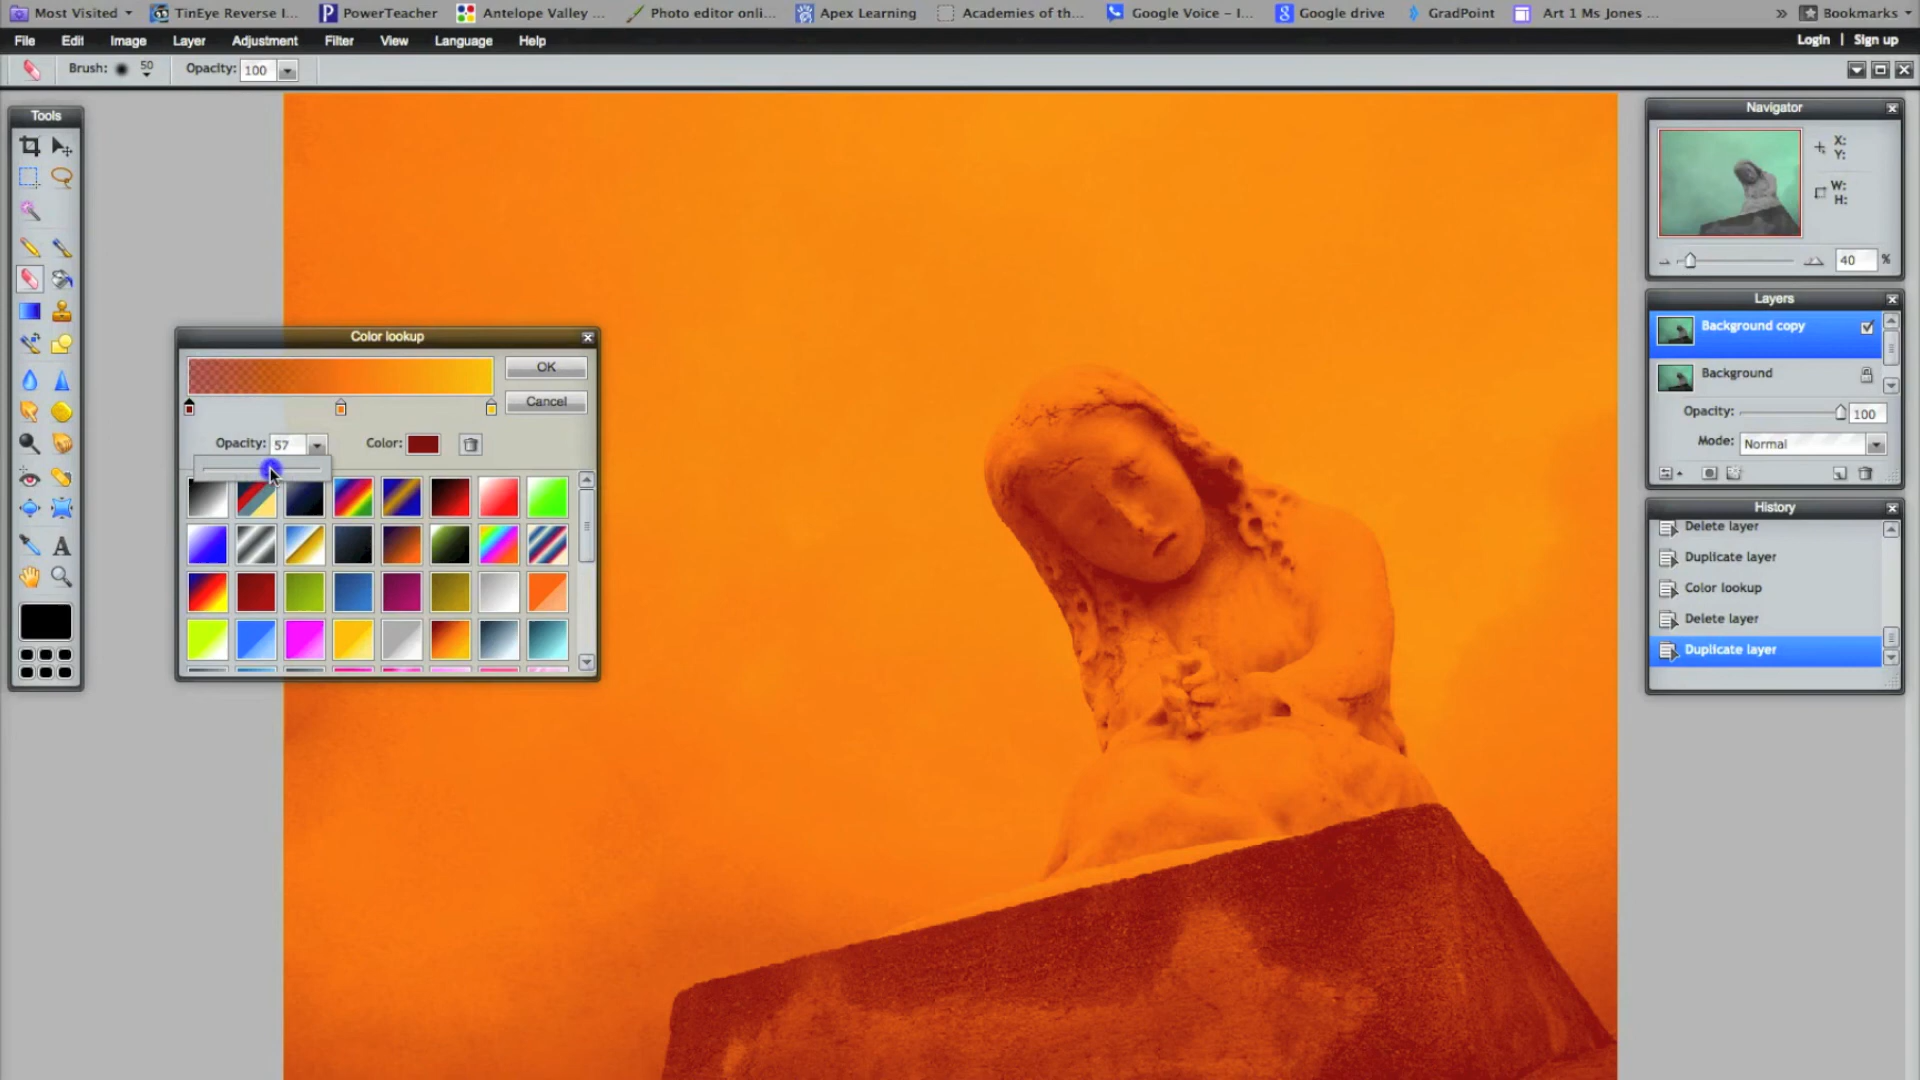 Most Visited TinEye Reverse I... PowerTeacher Antelope Valley ... Photo editor onli... Apex Learning Academies of th... Google Voice – I... Google drive GradPoint Art 1 Ms Jones ... » Bookmarks
File Edit Image Layer Adjustment Filter View Language Help Login | Sign up
Brush: 50 Opacity: 100
Tools
A
Color lookup
OK
Cancel
Opacity: 57 Color:
Navigator
X:
Y:
W:
H:
40 %
Layers
Background copy
Background
Opacity: 100
Mode: Normal
History
Delete layer
Duplicate layer
Color lookup
Delete layer
Duplicate layer